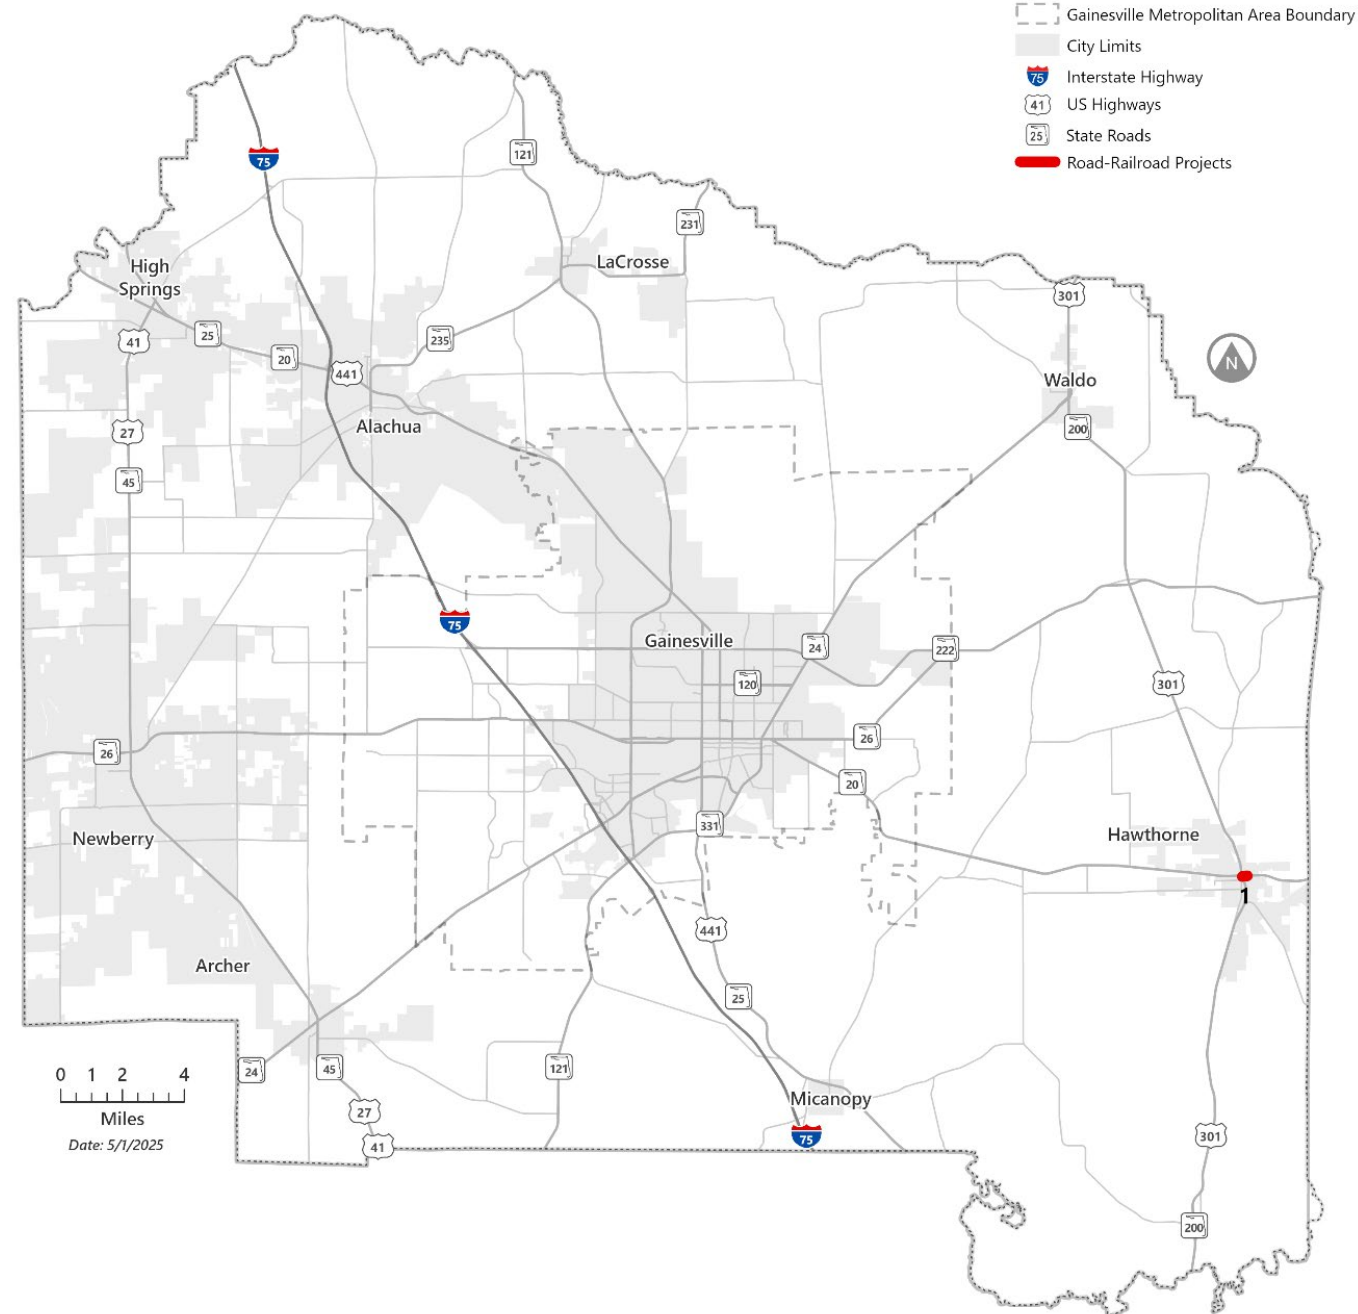 Gainesville Metropolitan Area Boundary
City Limits
75 Interstate Highway
41 US Highways
25 State Roads
Road-Railroad Projects
75
121
231
LaCrosse
High
Springs
301
41
25
235
20
441
N
Waldo
Alachua
27
200
45
75
Gainesville
24
222
120
301
26
26
20
331
Hawthorne
Newberry
1
441
Archer
25
24
45
121
0 1 2 4
Miles
Date: 5/1/2025
27
Micanopy
75
301
41
200